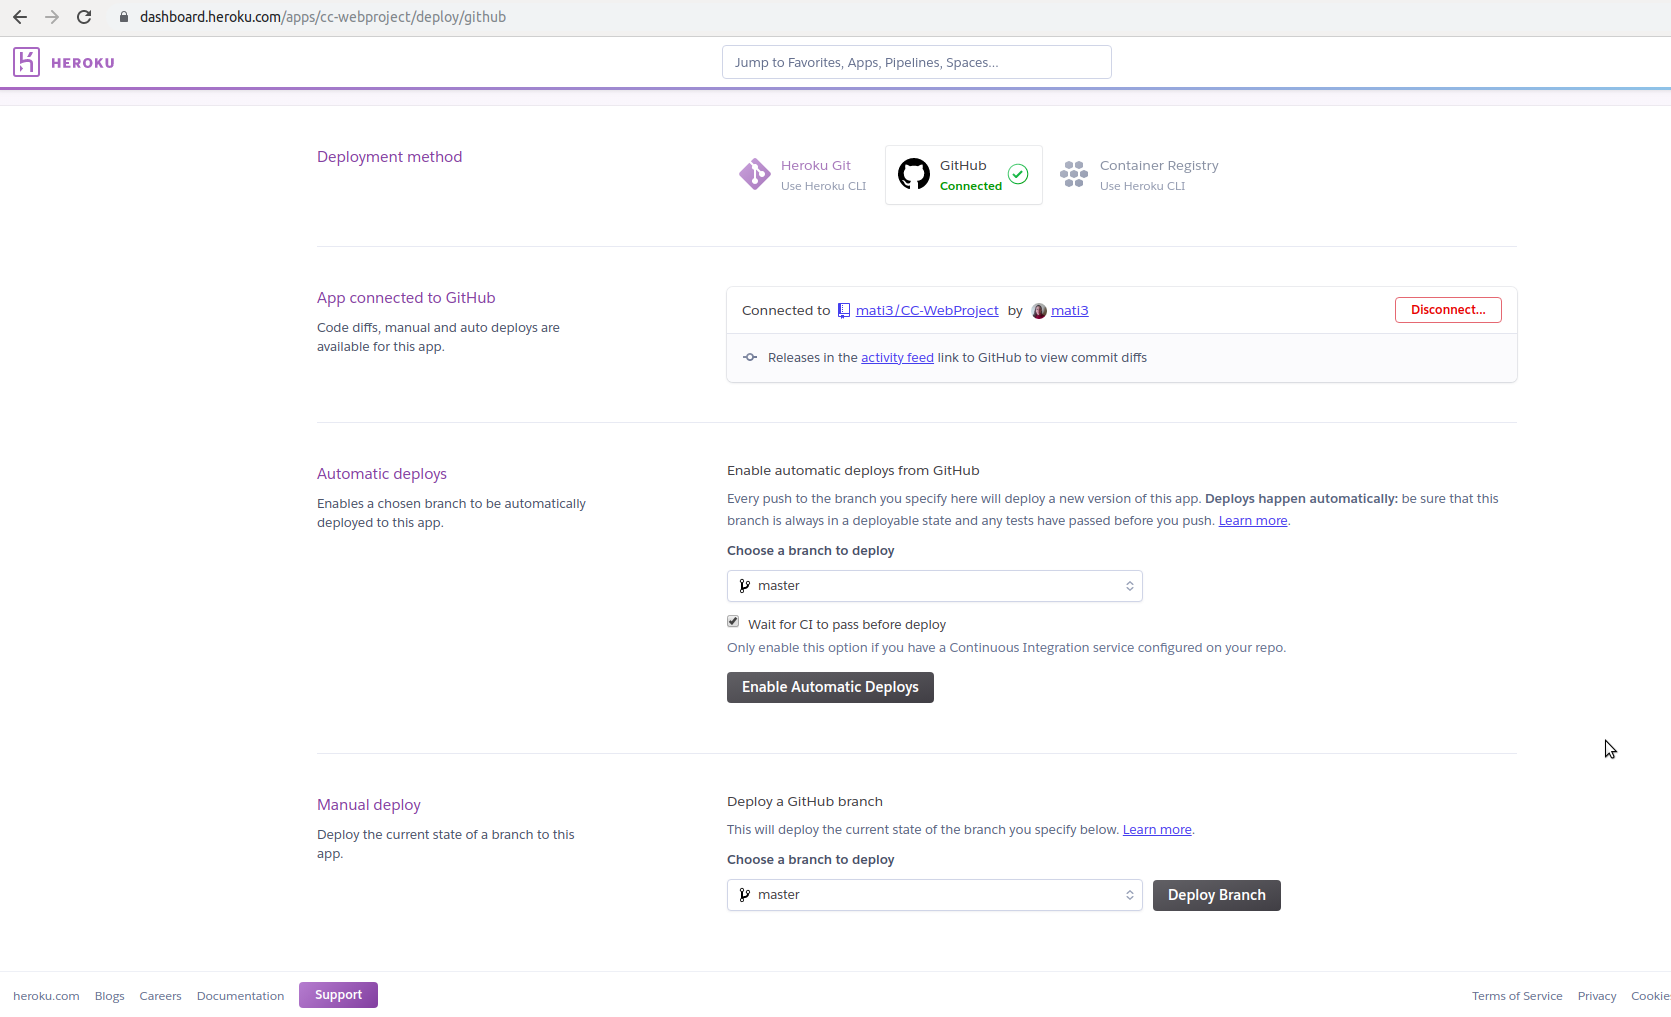 dashboard.heroku.com/apps/cc-webproject/deploy/github
HEROKU
Jump to Favorites, Apps, Pipelines, Spaces...
Deployment method
Heroku Git
Use Heroku CLI
GitHub
Connected
Container Registry
Use Heroku CLI
App connected to GitHub
Code diffs, manual and auto deploys are
available for this app.
Connected to mati3/CC-WebProject by mati3
Disconnect...
Releases in the activity feed link to GitHub to view commit diffs
Automatic deploys
Enables a chosen branch to be automatically
deployed to this app.
Enable automatic deploys from GitHub
Every push to the branch you specify here will deploy a new version of this app. Deploys happen automatically: be sure that this
branch is always in a deployable state and any tests have passed before you push. Learn more.
Choose a branch to deploy
master
Wait for CI to pass before deploy
Only enable this option if you have a Continuous Integration service configured on your repo.
Enable Automatic Deploys
Manual deploy
Deploy the current state of a branch to this
app.
Deploy a GitHub branch
This will deploy the current state of the branch you specify below. Learn more.
Choose a branch to deploy
master
Deploy Branch
heroku.com Blogs Careers Documentation Support Terms of Service Privacy Cookie